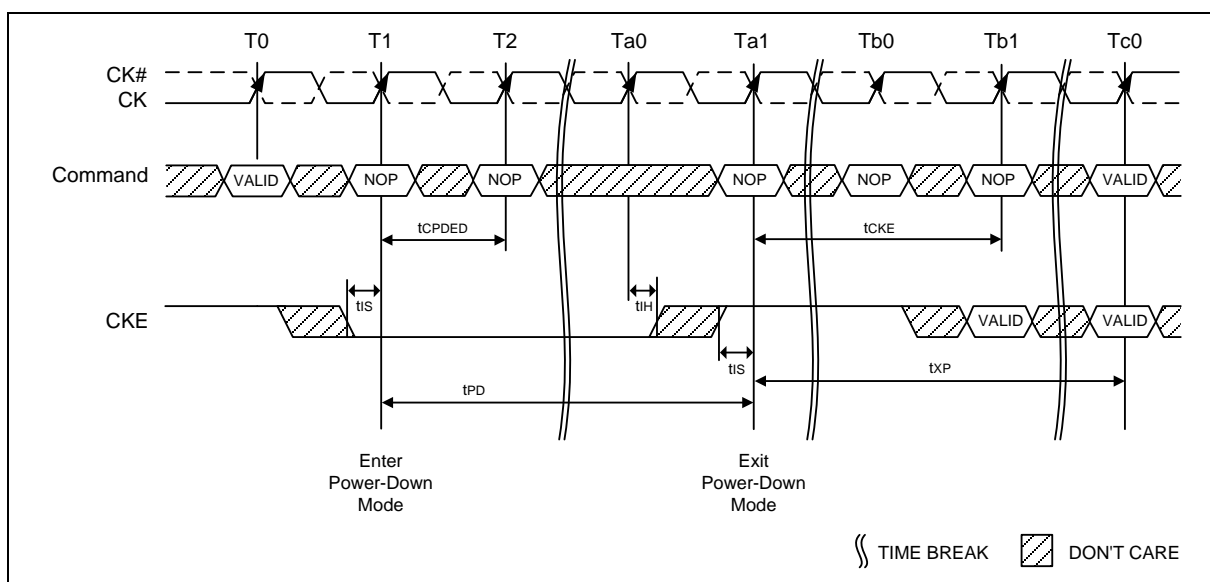 T0 T1 T2 Ta0 Ta1 Tb0 Tb1 Tc0
CK#
CK
Command VALID NOP NOP NOP NOP NOP VALID
tCPDED tCKE
tIS tIH
CKE VALID VALID
tIS
tPD tXP
Enter
Power-Down
Mode
Exit
Power-Down
Mode
TIME BREAK DON'T CARE